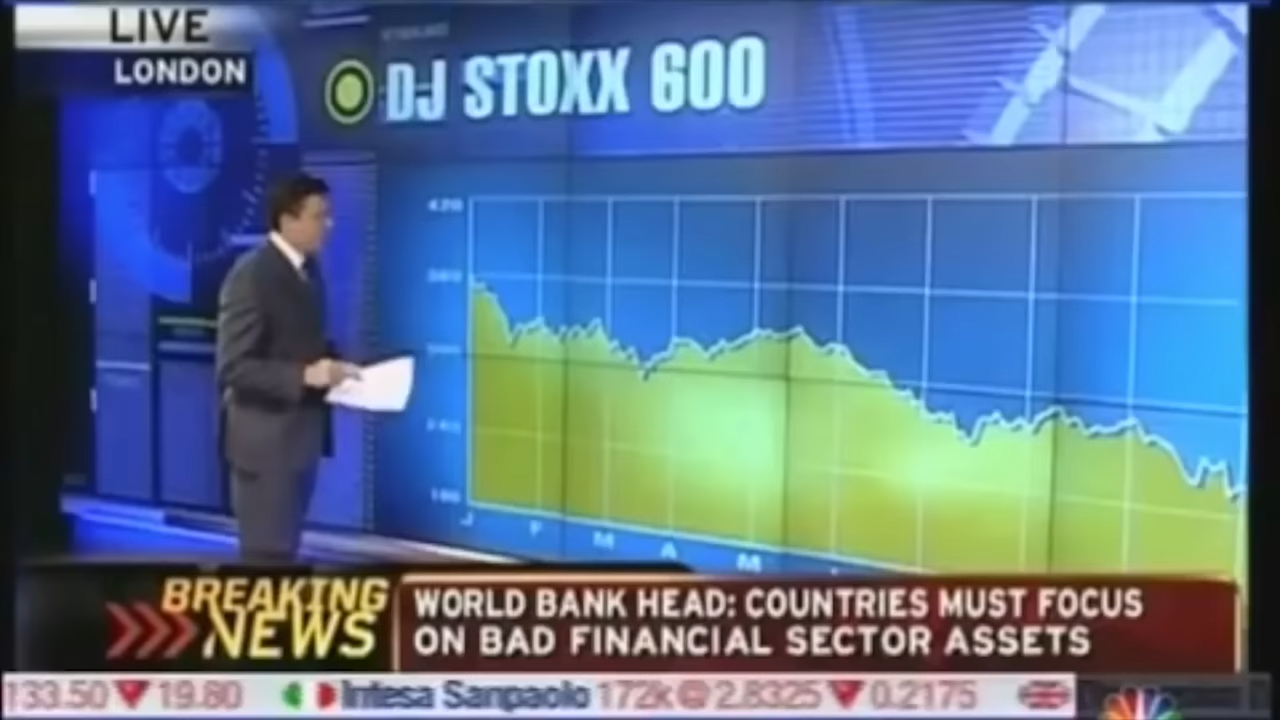 LIVE
LONDON
DJ STOXX 600
420
J
F
M
A
M
BREAKING
NEWS
WORLD BANK HEAD: COUNTRIES MUST FOCUS
ON BAD FINANCIAL SECTOR ASSETS
133.50 ▼ 19.80 Intesa Sanpaolo 172k@2.8325 ▼ 0.2175